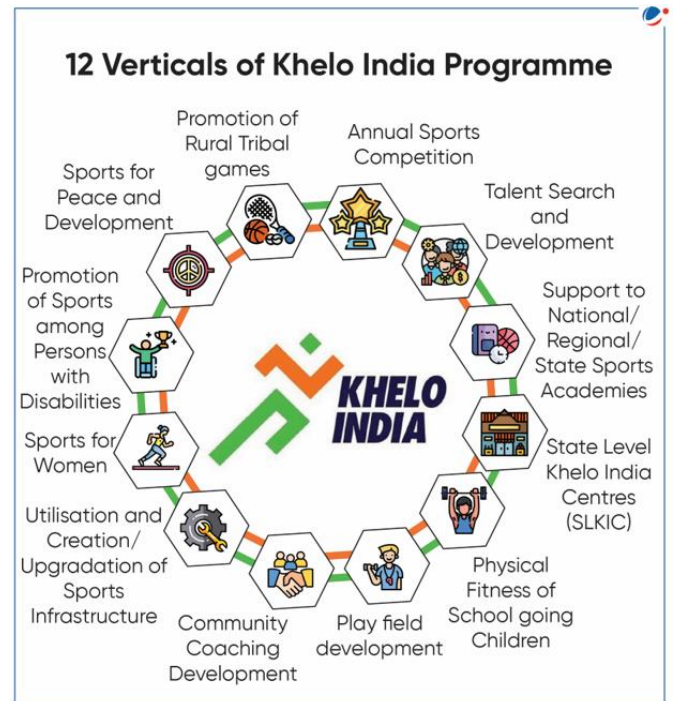 12 Verticals of Khelo India Programme
Promotion of
Rural Tribal
games
Annual Sports
Competition
Talent Search
and
Development
Support to
National/
Regional/
State Sports
Academies
State Level
Khelo India
Centres
(SLKIC)
Physical
Fitness of
School going
Children
Play field
development
Community
Coaching
Development
Utilisation and
Creation/
Upgradation of
Sports
Infrastructure
Sports for
Women
Promotion
of Sports
among
Persons
with
Disabilities
Sports for
Peace and
Development
KHELO
INDIA